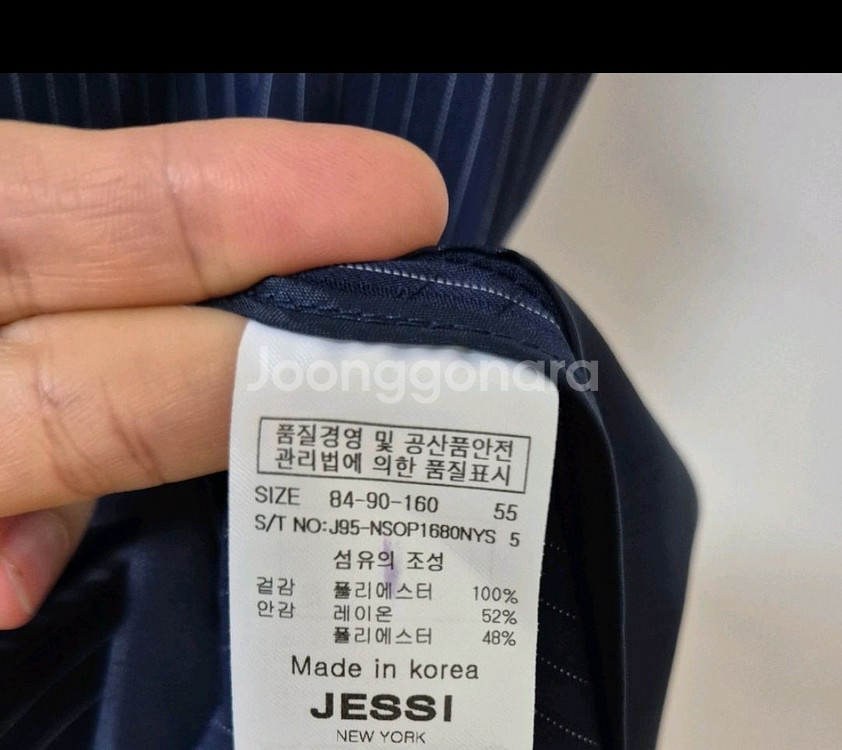 Joonggonara
품질경영 및 공산품안전
관리법에 의한 품질표시
SIZE 84-90-160 55
S/T NO:J95-NSOP1680NYS 5
섬유의 조성
겉감 폴리에스터 100%
안감 레이온 52%
폴리에스터 48%
Made in korea
JESSI
NEW YORK